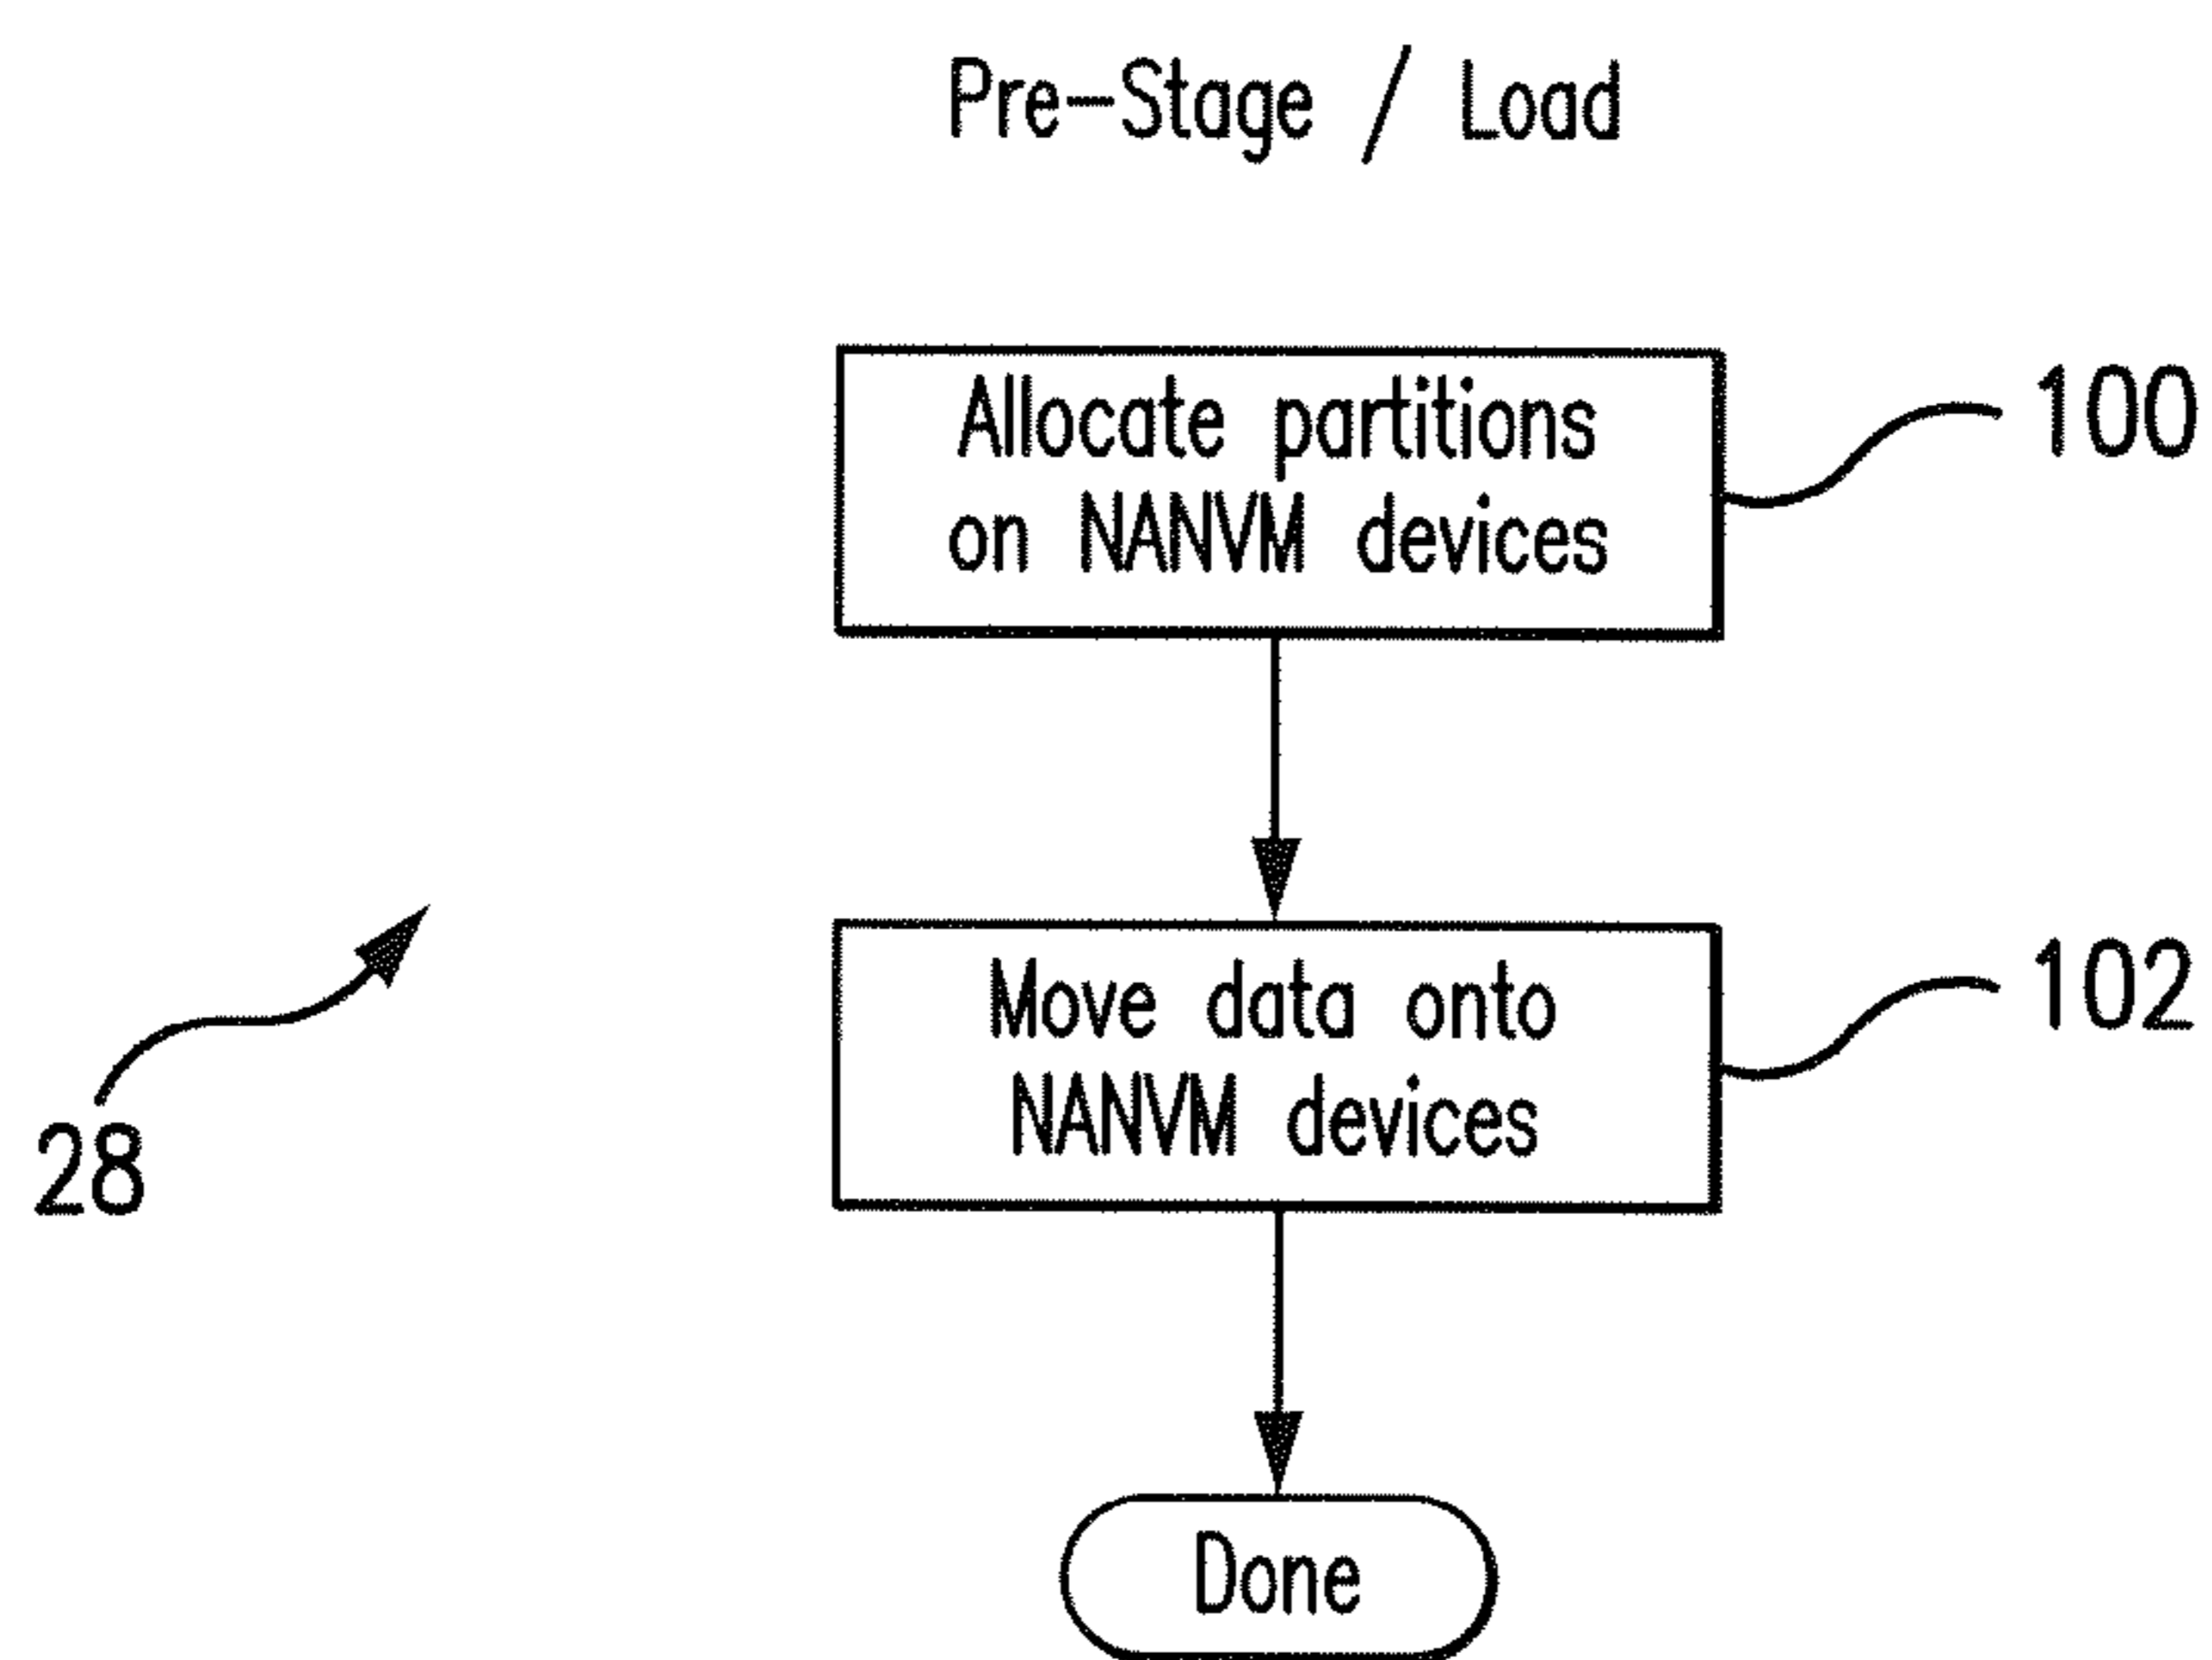 Pre-Stage / Load
Allocate partitions
on NANVM devices
100
Move data onto
NANVM devices
102
28
Done